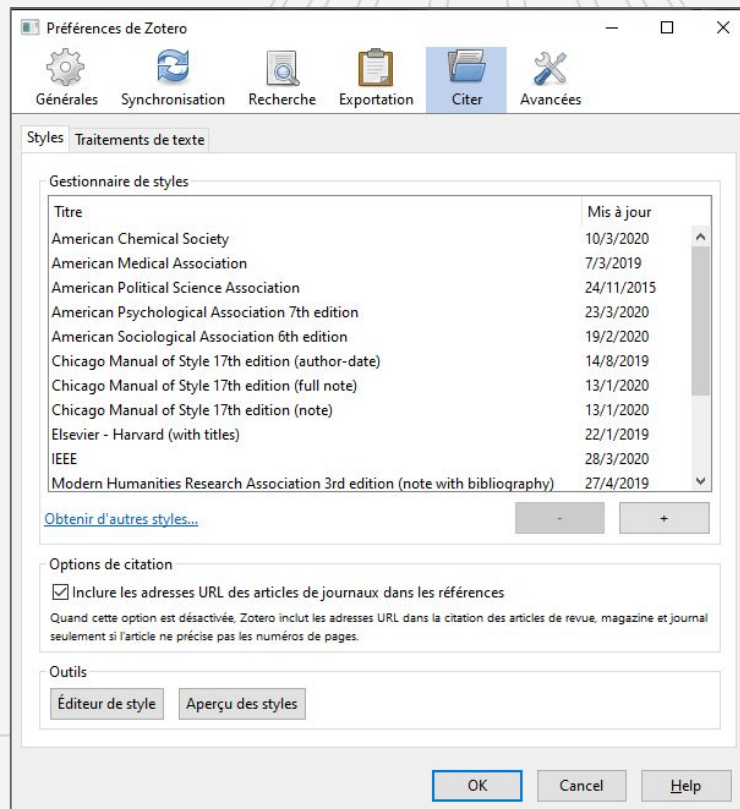 Préférences de Zotero
Générales Synchronisation Recherche Exportation Citer Avancées
Styles Traitements de texte
Gestionnaire de styles
Titre Mis à jour
American Chemical Society 10/3/2020
American Medical Association 7/3/2019
American Political Science Association 24/11/2015
American Psychological Association 7th edition 23/3/2020
American Sociological Association 6th edition 19/2/2020
Chicago Manual of Style 17th edition (author-date) 14/8/2019
Chicago Manual of Style 17th edition (full note) 13/1/2020
Chicago Manual of Style 17th edition (note) 13/1/2020
Elsevier - Harvard (with titles) 22/1/2019
IEEE 28/3/2020
Modern Humanities Research Association 3rd edition (note with bibliography) 27/4/2019
Obtenir d'autres styles... - +
Options de citation
Inclure les adresses URL des articles de journaux dans les références
Quand cette option est désactivée, Zotero inclut les adresses URL dans la citation des articles de revue, magazine et journal
seulement si l'article ne précise pas les numéros de pages.
Outils
Éditeur de style Aperçu des styles
OK Cancel Help